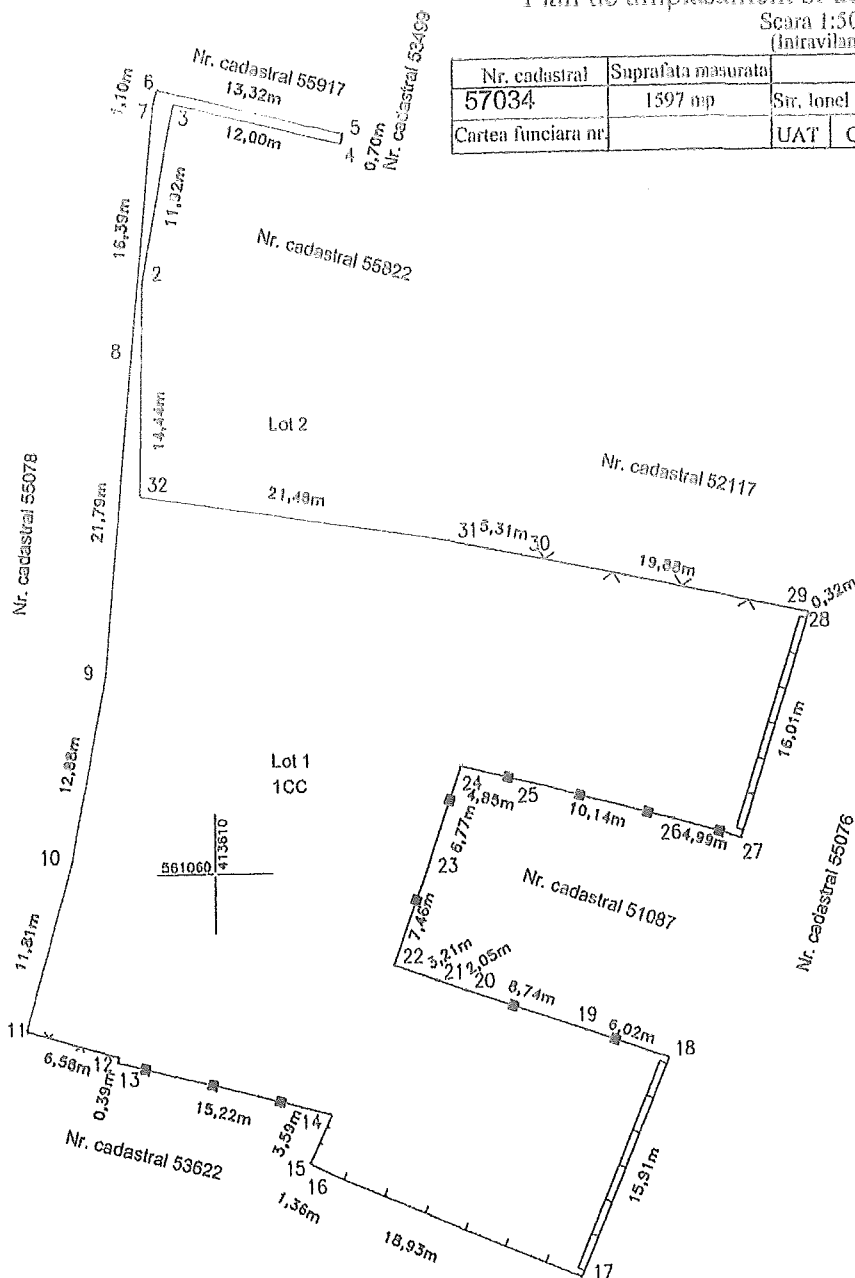 Scara 1:50
(Intravilan
Nr. cadastral
Suprafata masurata
57034
1597 mp
Str. Ionel
Cartea funciara nr.
UAT
Nr. cadastral 55917
Nr. cadastral 53499
13,32m
1,10m
6
7
3
5
4
12,00m
0,70m
11,92m
16,39m
Nr. cadastral 55822
2
8
14,44m
Lot 2
Nr. cadastral 55078
21,79m
32
21,48m
Nr. cadastral 52117
31
5,31m
30
19,88m
29
0,32m
28
9
16,01m
Lot 1
1CC
12,88m
24
4,85m
25
10,14m
26
4,99m
27
6,77m
23
10
561060
413610
Nr. cadastral 51087
Nr. cadastral 55076
7,46m
11,81m
22
3,21m
21
2,05m
20
8,74m
19
6,02m
18
11
6,58m
12
13
0,39m
15,22m
14
3,59m
Nr. cadastral 53622
15
16
1,36m
15,91m
18,93m
17